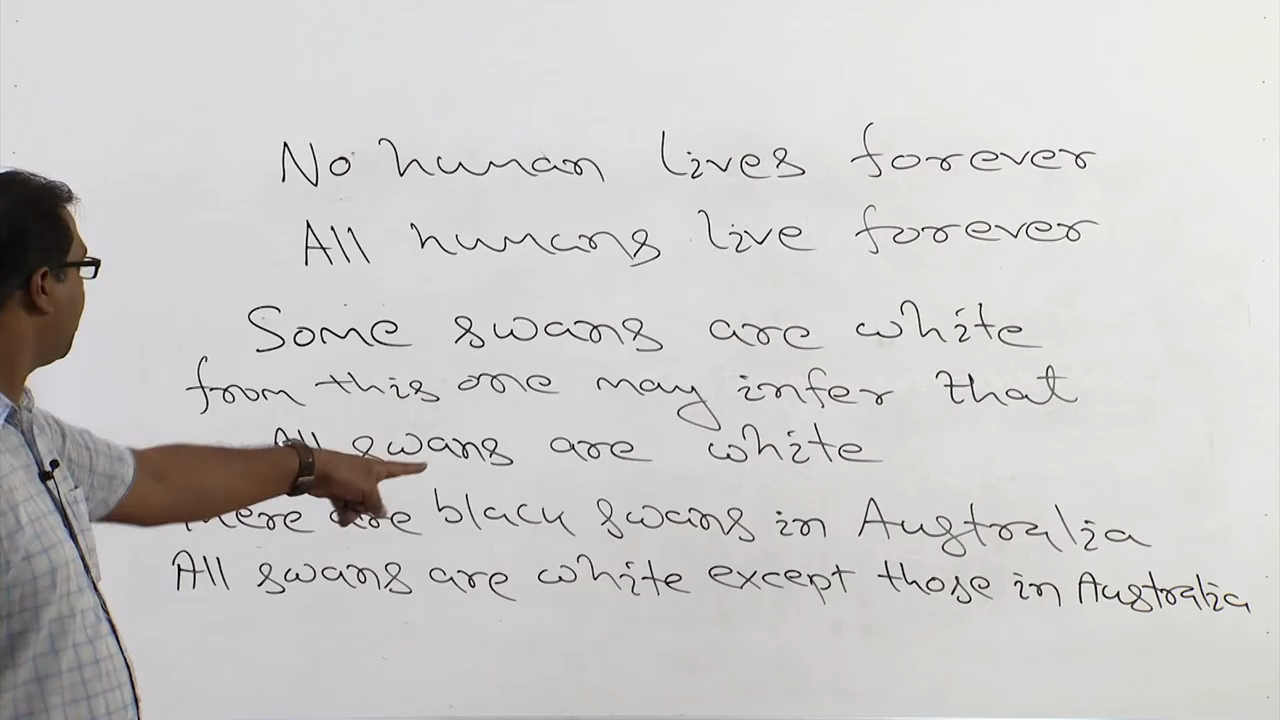 No human lives forever
All humans live forever
Some swans are white
from this one may infer that
All swans are white
There are black swans in Australia
All swans are white except those in Australia